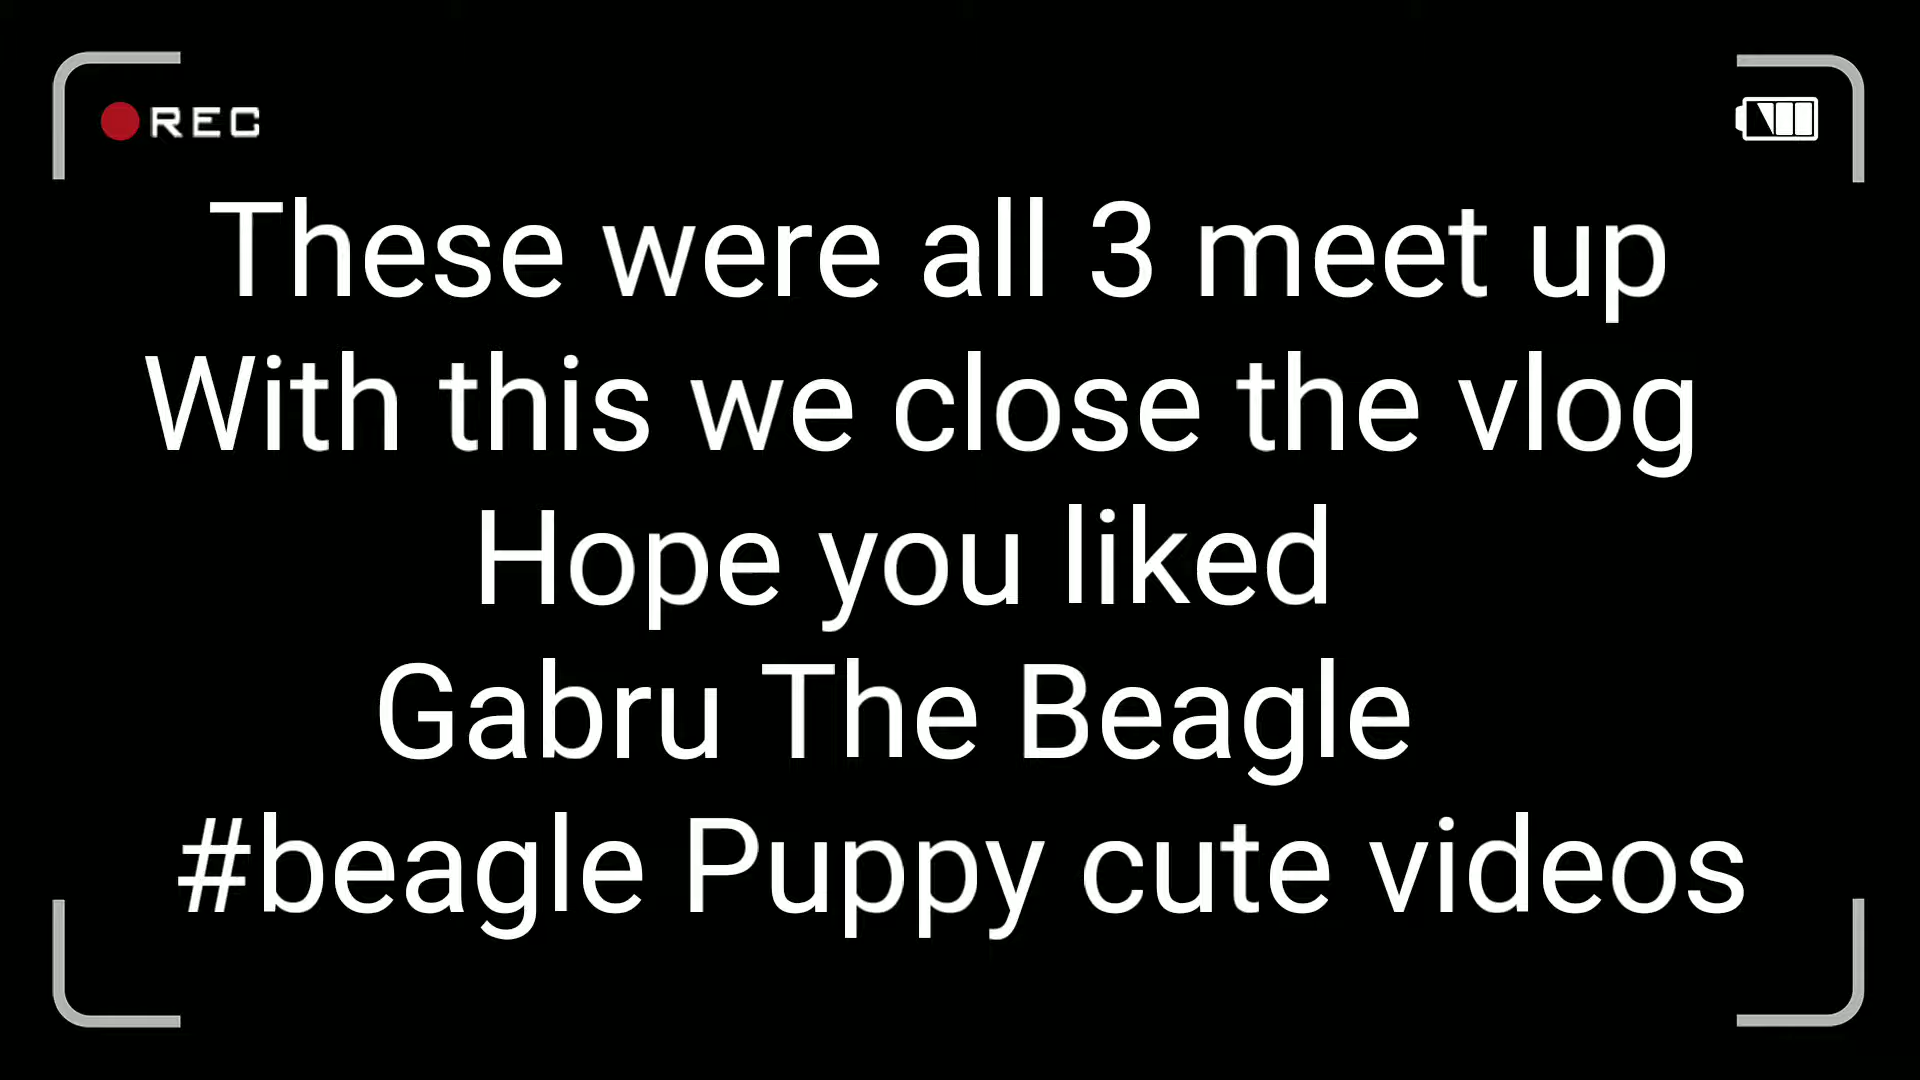 REC
These were all 3 meet up
With this we close the vlog
Hope you liked
Gabru The Beagle
#beagle Puppy cute videos